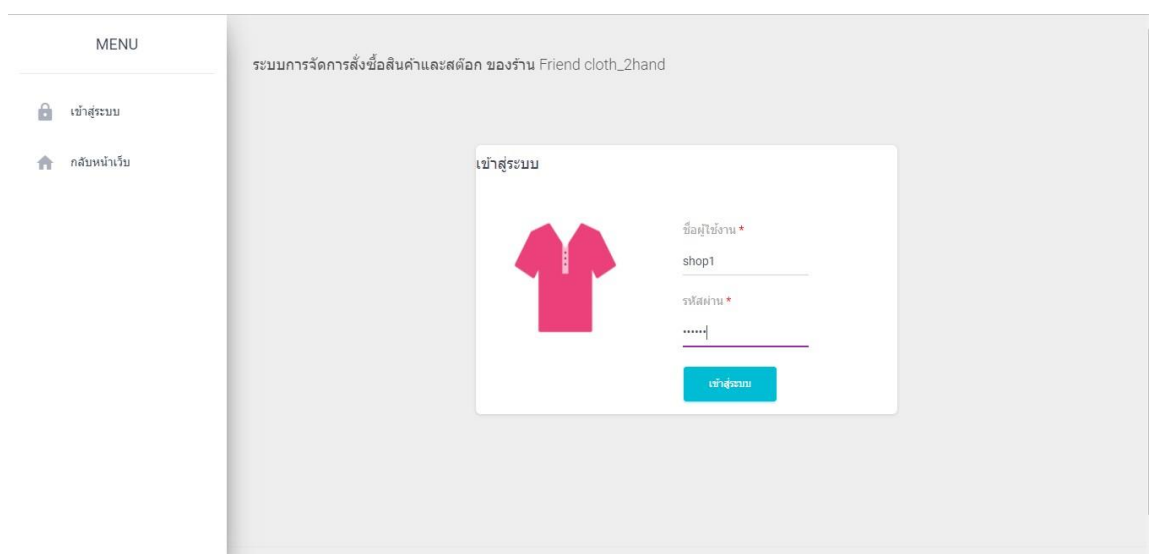 MENU
เข้าสู่ระบบ
กลับหน้าเว็บ
ระบบการจัดการสั่งซื้อสินค้าและสต๊อก ของร้าน Friend cloth_2hand
เข้าสู่ระบบ
ชื่อผู้ใช้งาน *
shop1
รหัสผ่าน *
••••••
เข้าสู่ระบบ